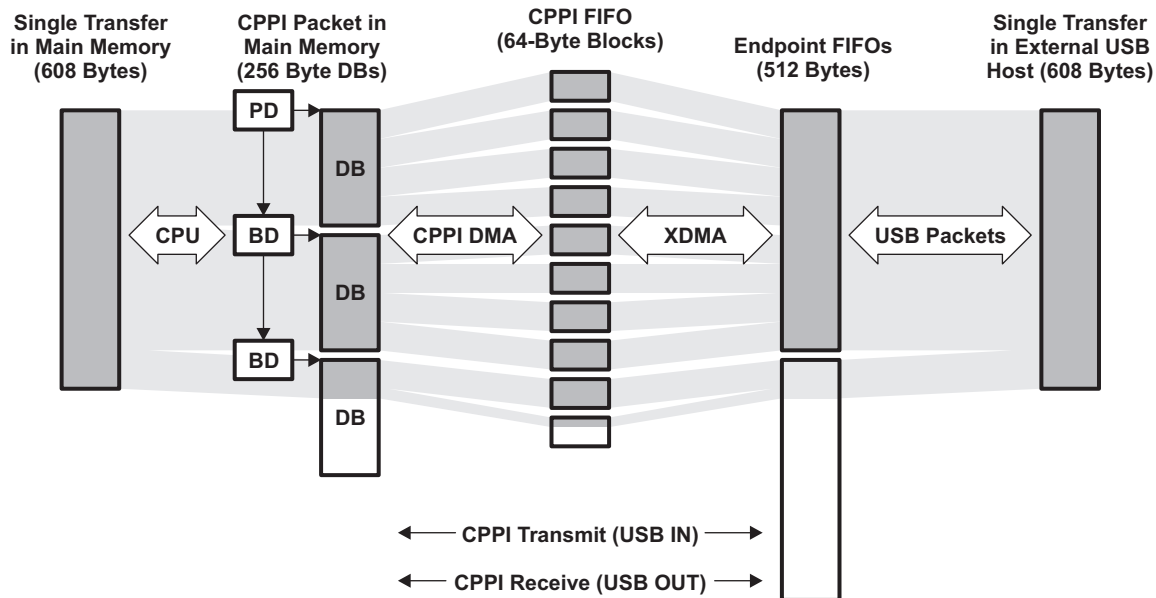 Single Transfer
in Main Memory
(608 Bytes)
CPPI Packet in
Main Memory
(256 Byte DBs)
CPPI FIFO
(64-Byte Blocks)
Endpoint FIFOs
(512 Bytes)
Single Transfer
in External USB
Host (608 Bytes)
PD
DB
CPU
BD
CPPI DMA
XDMA
USB Packets
DB
BD
DB
CPPI Transmit (USB IN)
CPPI Receive (USB OUT)